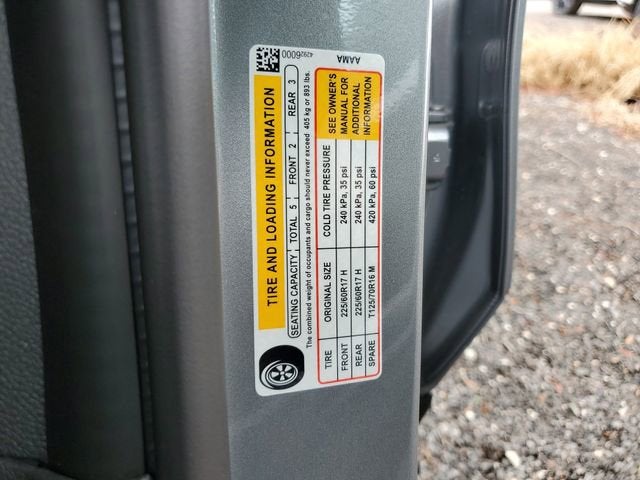 TIRE AND LOADING INFORMATION
SEATING CAPACITY TOTAL 5 FRONT 2 REAR 3
The combined weight of occupants and cargo should never exceed 405 kg or 893 lbs.
TIRE ORIGINAL SIZE COLD TIRE PRESSURE
FRONT 225/60R17 H 240 kPa, 35 psi
REAR 225/60R17 H 240 kPa, 35 psi
SPARE T125/70R16 M 420 kPa, 60 psi
SEE OWNER'S
MANUAL FOR
ADDITIONAL
INFORMATION
42926000
AAMA